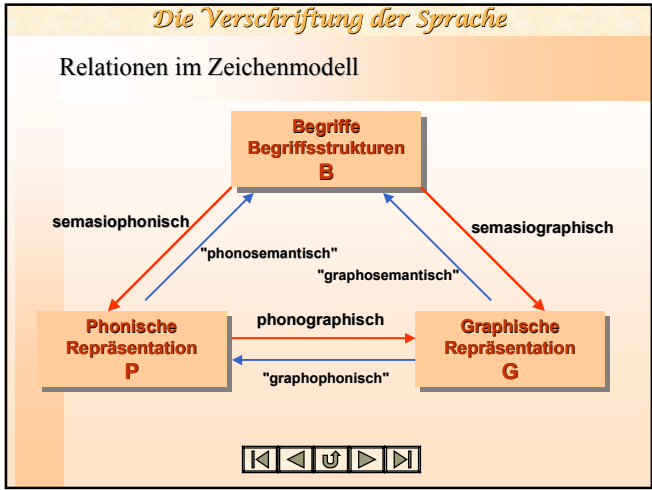 Die Verschriftung der Sprache
Relationen im Zeichenmodell
Begriffe
Begriffsstrukturen
B
semasiophonisch
semasiographisch
"phonosemantisch"
"graphosemantisch"
Phonische
Repräsentation
P
phonographisch
"graphophonisch"
Graphische
Repräsentation
G